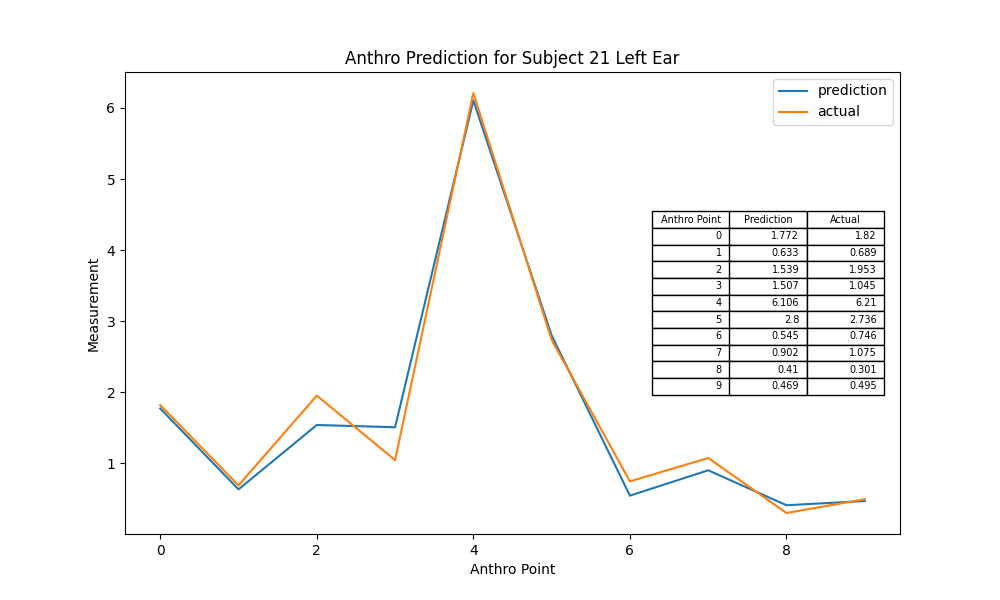 Anthro Prediction for Subject 21 Left Ear
prediction
actual
6
5
4
3
2
1
Measurement
Anthro Point Prediction Actual
0 1.772 1.82
1 0.633 0.689
2 1.539 1.953
3 1.507 1.045
4 6.106 6.21
5 2.8 2.736
6 0.545 0.746
7 0.902 1.075
8 0.41 0.301
9 0.469 0.495
0 2 4 6 8
Anthro Point